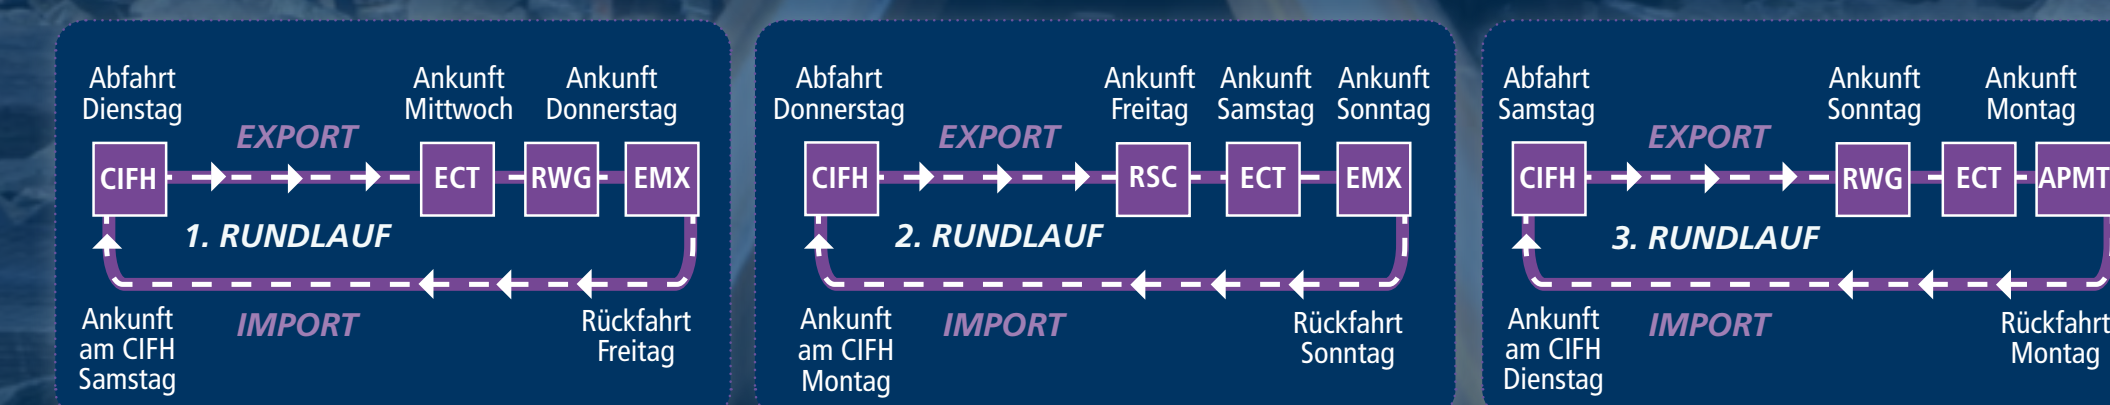 Abfahrt
Dienstag
Ankunft
Mittwoch
Ankunft
Donnerstag
EXPORT
CIFH
ECT
RWG
EMX
1. RUNDLAUF
Ankunft
am CIFH
Samstag
IMPORT
Rückfahrt
Freitag
Abfahrt
Donnerstag
Ankunft
Freitag
Ankunft
Samstag
Ankunft
Sonntag
EXPORT
CIFH
RSC
ECT
EMX
2. RUNDLAUF
Ankunft
am CIFH
Montag
IMPORT
Rückfahrt
Sonntag
Abfahrt
Samstag
Ankunft
Sonntag
Ankunft
Montag
EXPORT
CIFH
RWG
ECT
APMT
3. RUNDLAUF
Ankunft
am CIFH
Dienstag
IMPORT
Rückfahrt
Montag